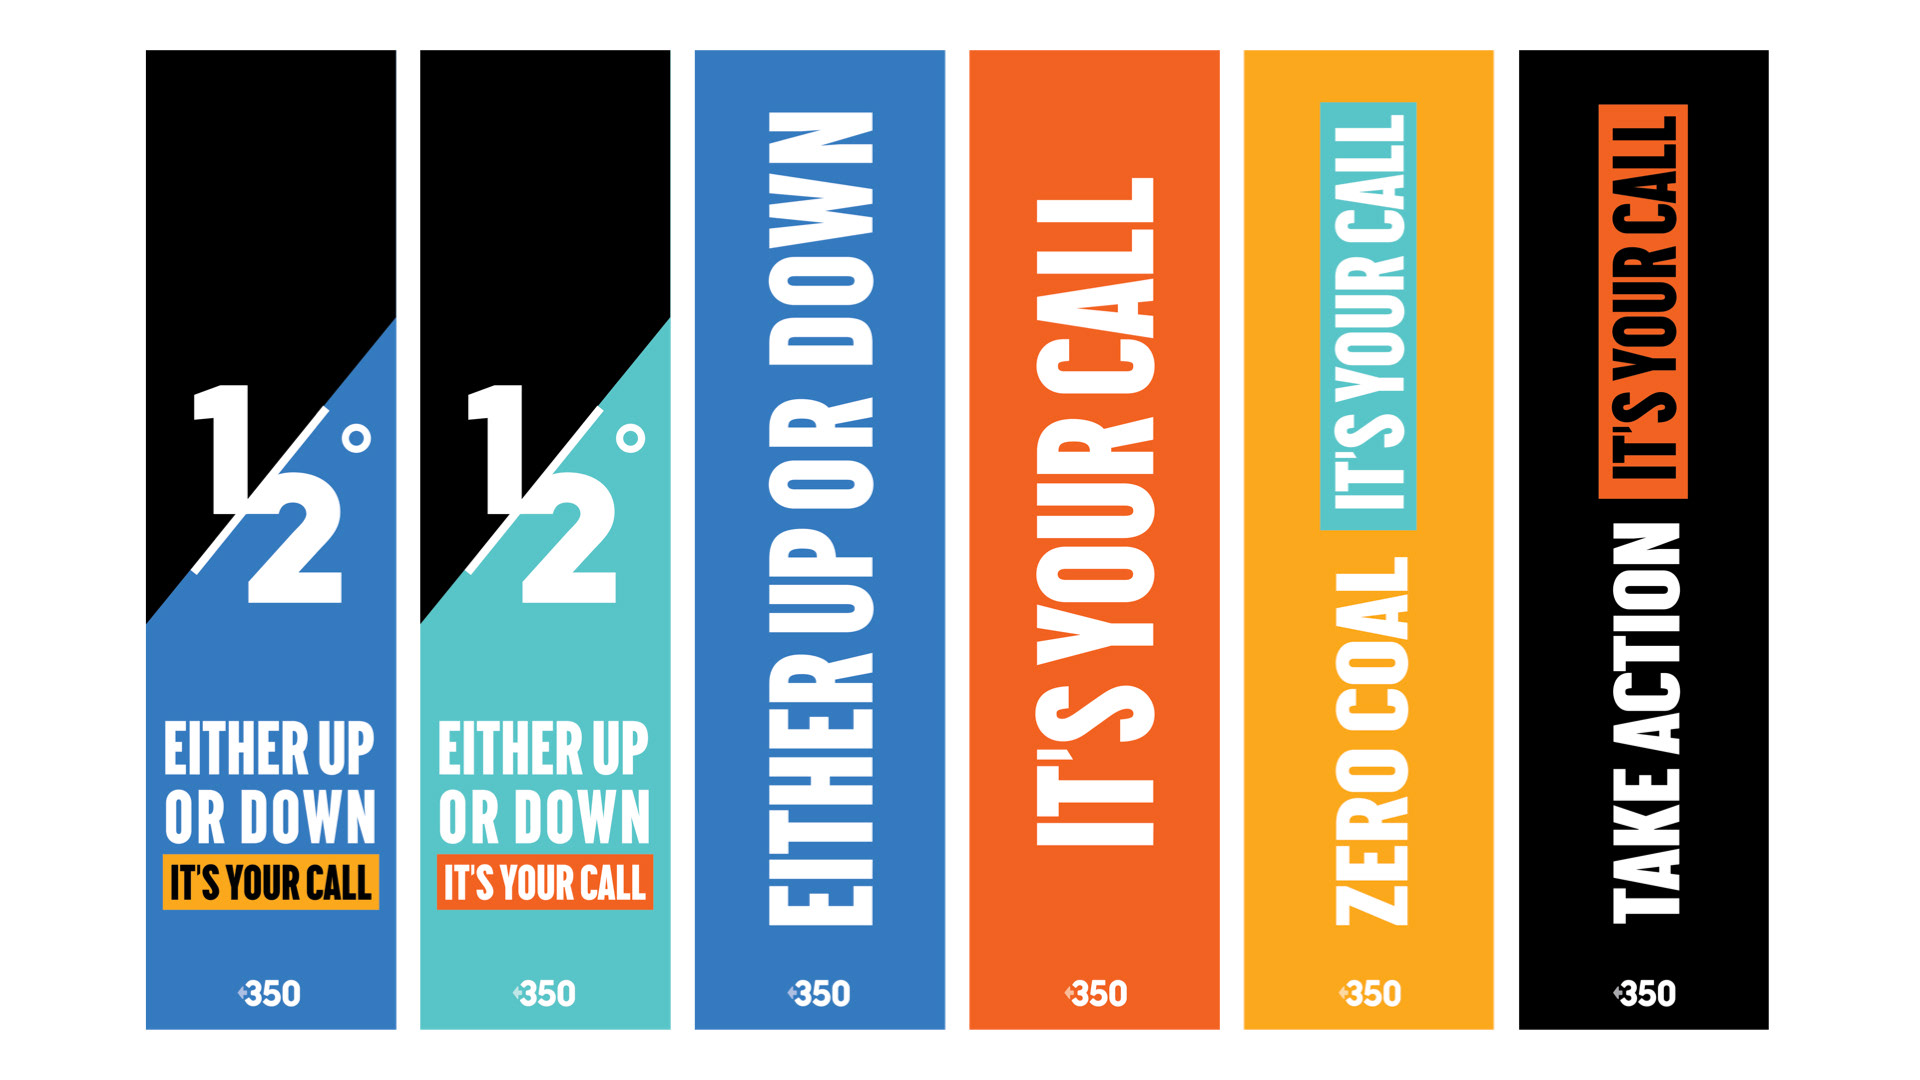 1/2°
EITHER UP
OR DOWN
IT'S YOUR CALL
350
1/2°
EITHER UP
OR DOWN
IT'S YOUR CALL
350
EITHER UP OR DOWN
350
IT'S YOUR CALL
350
ZERO COAL IT'S YOUR CALL
350
TAKE ACTION IT'S YOUR CALL
350